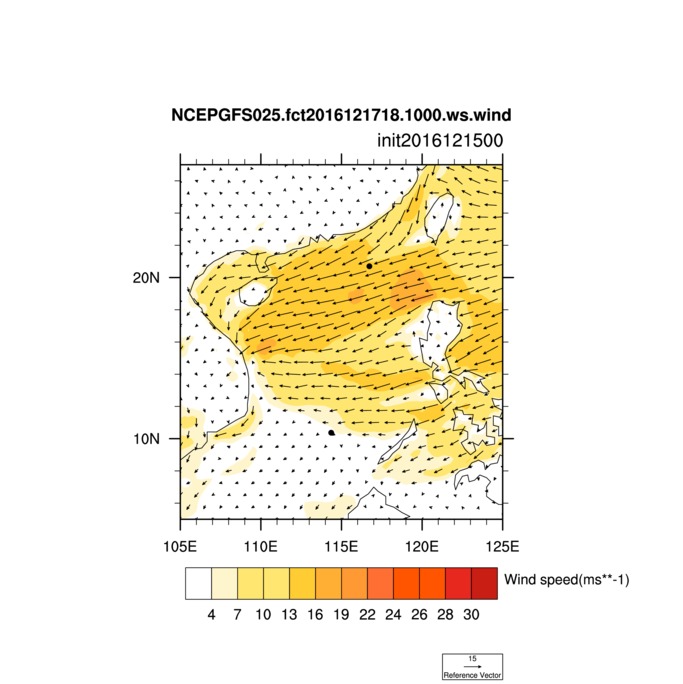 NCEPGFS025.fct2016121718.1000.ws.wind
init2016121500
20N
10N
105E 110E 115E 120E 125E
Wind speed(ms**-1)
4 7 10 13 16 19 22 24 26 28 30
15
Reference Vector